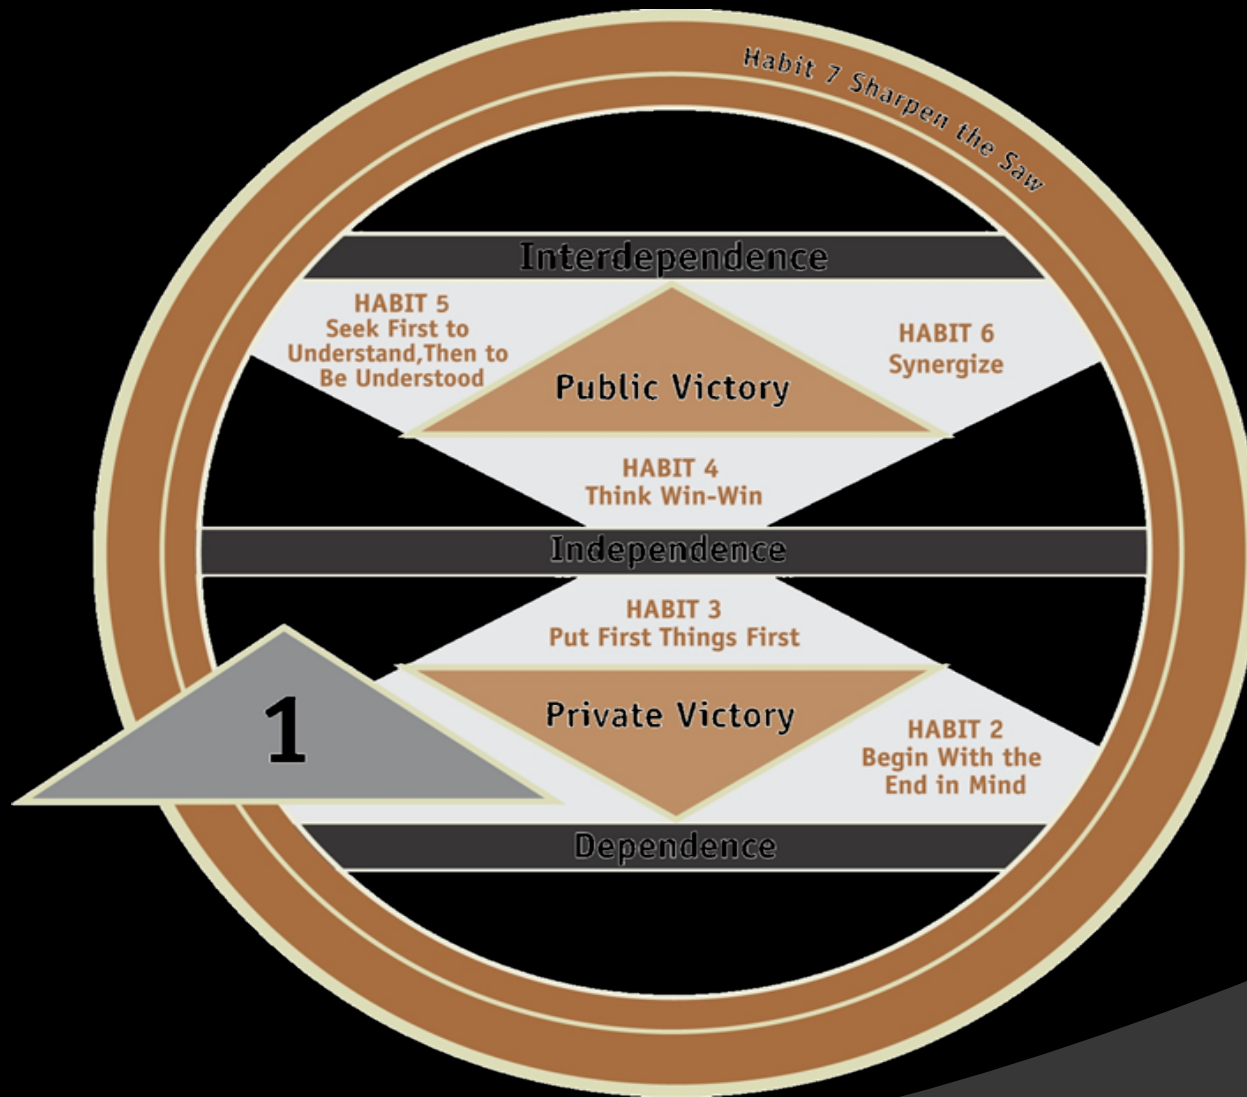 Habit 7 Sharpen the Saw
Interdependence
HABIT 5
Seek First to
Understand,Then to
Be Understood
HABIT 6
Synergize
Public Victory
HABIT 4
Think Win-Win
Independence
HABIT 3
Put First Things First
1
Private Victory
HABIT 2
Begin With the
End in Mind
Dependence